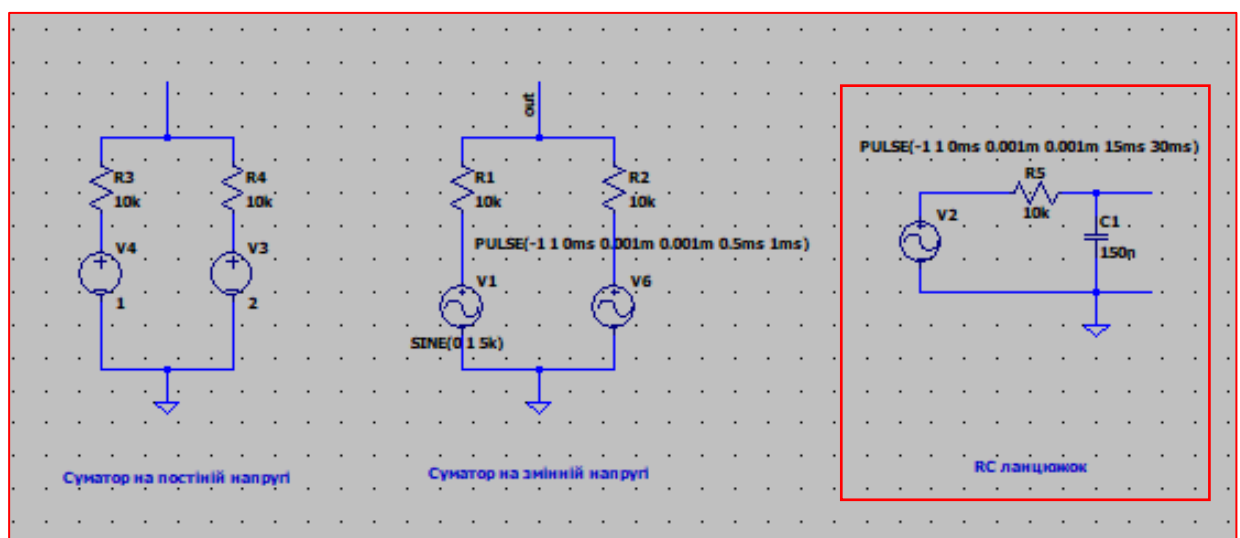 out
PULSE(-1 1 0ms 0.001m 0.001m 15ms 30ms)
R3
10k
R4
10k
R1
10k
R2
10k
R5
10k
V2
C1
150n
V4
1
V3
2
PULSE(-1 1 0ms 0.001m 0.001m 0.5ms 1ms)
V1
V6
SINE(0 1 5k)
Суматор на постіній напругі
Суматор на змінній напругі
RC ланцюжок